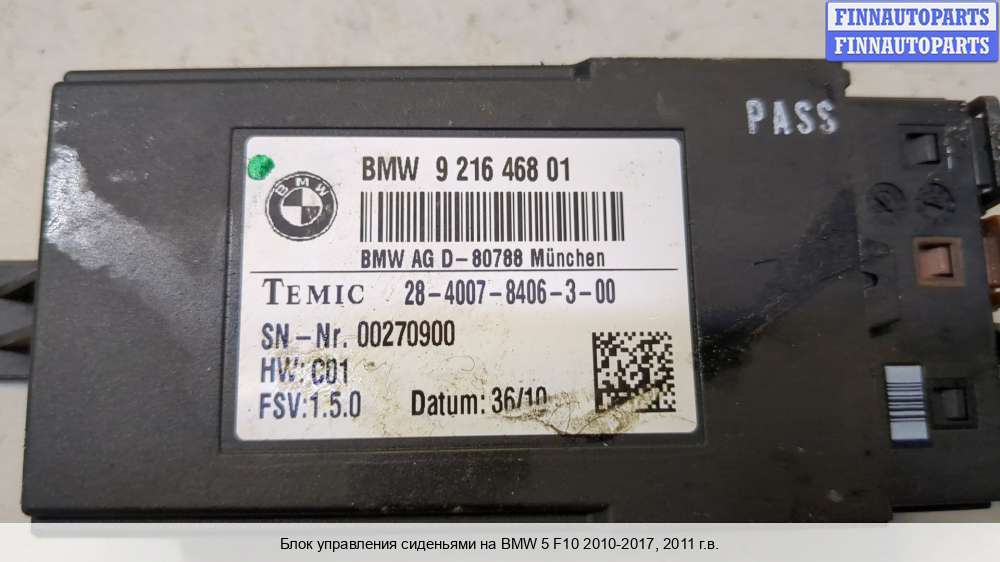 FINNAUTOPARTS
FINNAUTOPARTS
PASS
BMW 9 216 468 01
BMW
BMW AG D-80788 München
TEMIC 28-4007-8406-3-00
SN-Nr. 00270900
HW: C01
FSV:1.5.0 Datum: 36/10
Блок управления сиденьями на BMW 5 F10 2010-2017, 2011 г.в.